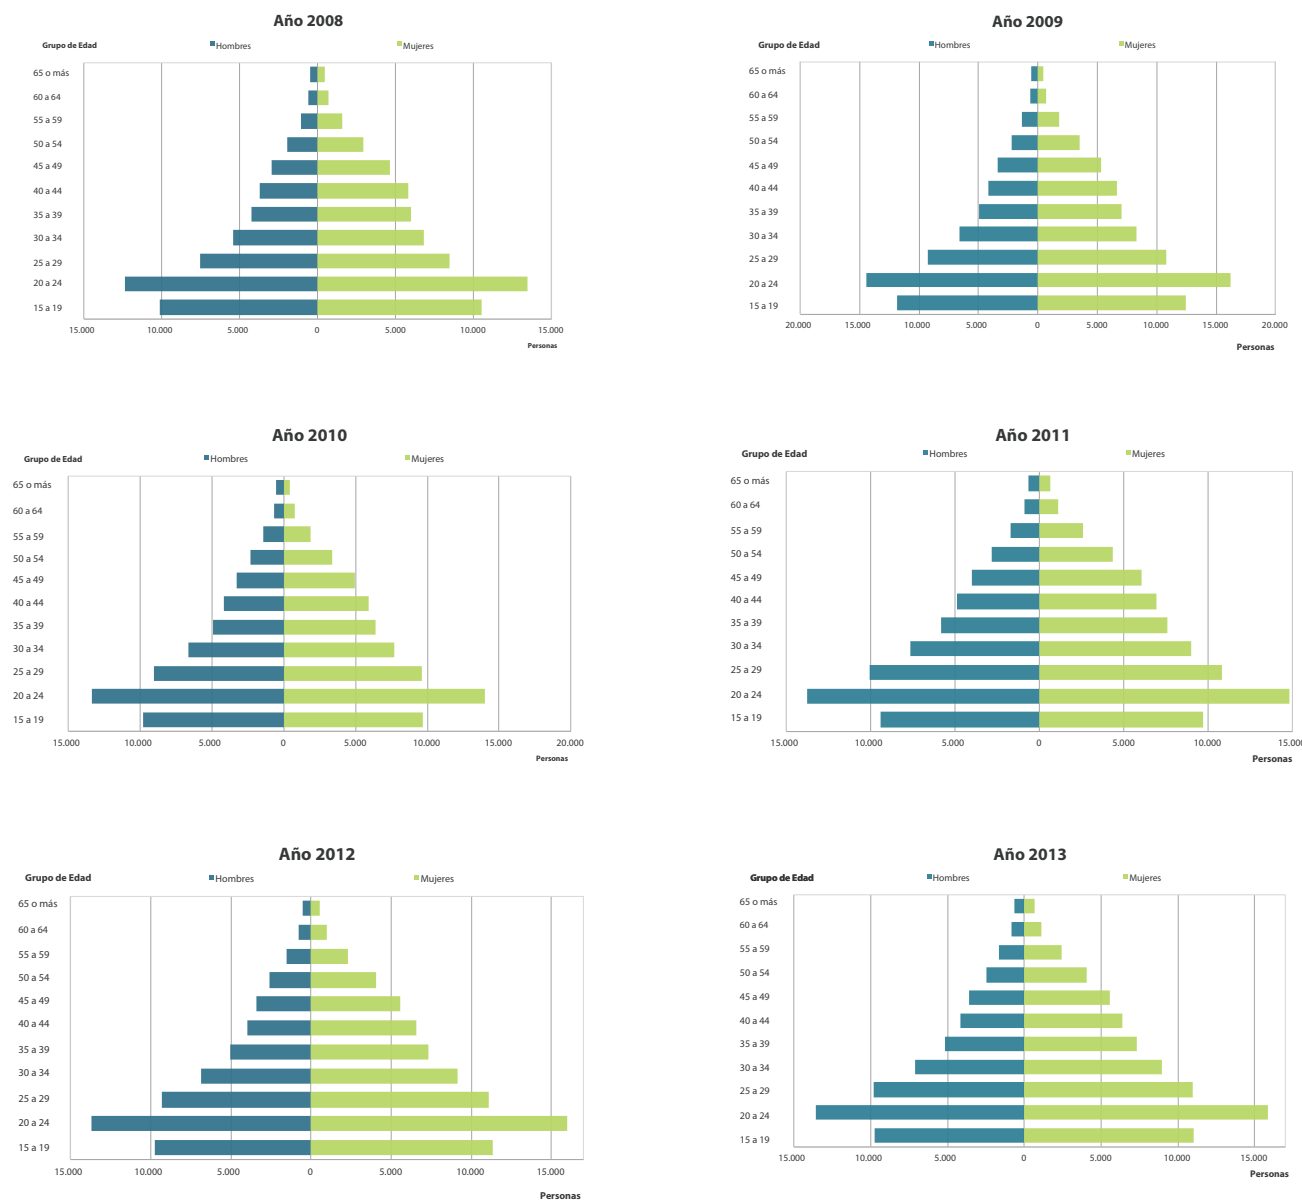 Año 2008
Grupo de Edad Hombres Mujeres
65 o más
60 a 64
55 a 59
50 a 54
45 a 49
40 a 44
35 a 39
30 a 34
25 a 29
20 a 24
15 a 19
15.000 10.000 5.000 0 5.000 10.000 15.000
Personas
Año 2009
Grupo de Edad Hombres Mujeres
65 o más
60 a 64
55 a 59
50 a 54
45 a 49
40 a 44
35 a 39
30 a 34
25 a 29
20 a 24
15 a 19
20.000 15.000 10.000 5.000 0 5.000 10.000 15.000 20.000
Personas
Año 2010
Grupo de Edad Hombres Mujeres
65 o más
60 a 64
55 a 59
50 a 54
45 a 49
40 a 44
35 a 39
30 a 34
25 a 29
20 a 24
15 a 19
15.000 10.000 5.000 0 5.000 10.000 15.000 20.000
Personas
Año 2011
Grupo de Edad Hombres Mujeres
65 o más
60 a 64
55 a 59
50 a 54
45 a 49
40 a 44
35 a 39
30 a 34
25 a 29
20 a 24
15 a 19
15.000 10.000 5.000 0 5.000 10.000 15.000
Personas
Año 2012
Grupo de Edad Hombres Mujeres
65 o más
60 a 64
55 a 59
50 a 54
45 a 49
40 a 44
35 a 39
30 a 34
25 a 29
20 a 24
15 a 19
15.000 10.000 5.000 0 5.000 10.000 15.000
Personas
Año 2013
Grupo de Edad Hombres Mujeres
65 o más
60 a 64
55 a 59
50 a 54
45 a 49
40 a 44
35 a 39
30 a 34
25 a 29
20 a 24
15 a 19
15.000 10.000 5.000 0 5.000 10.000 15.000
Personas